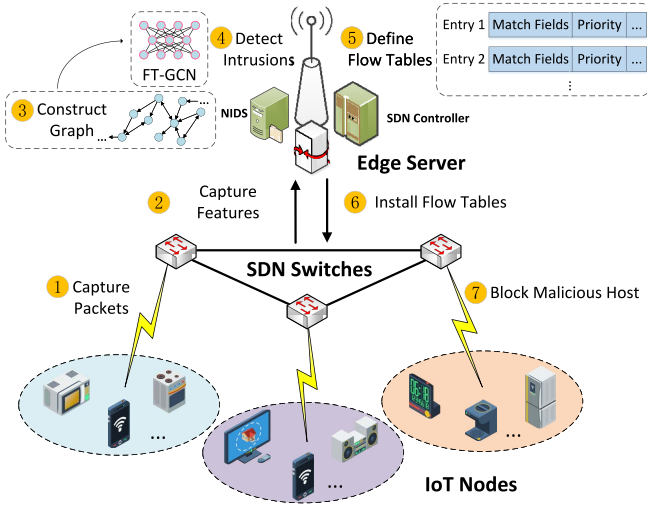 FT-GCN
4 Detect
Intrusions
5 Define
Flow Tables
Entry 1 Match Fields Priority ...
Entry 2 Match Fields Priority ...
⋮
3 Construct
Graph
...
...
NIDS
SDN Controller
Edge Server
2 Capture
Features
6 Install Flow Tables
SDN Switches
1 Capture
Packets
7 Block Malicious Host
...
...
...
IoT Nodes